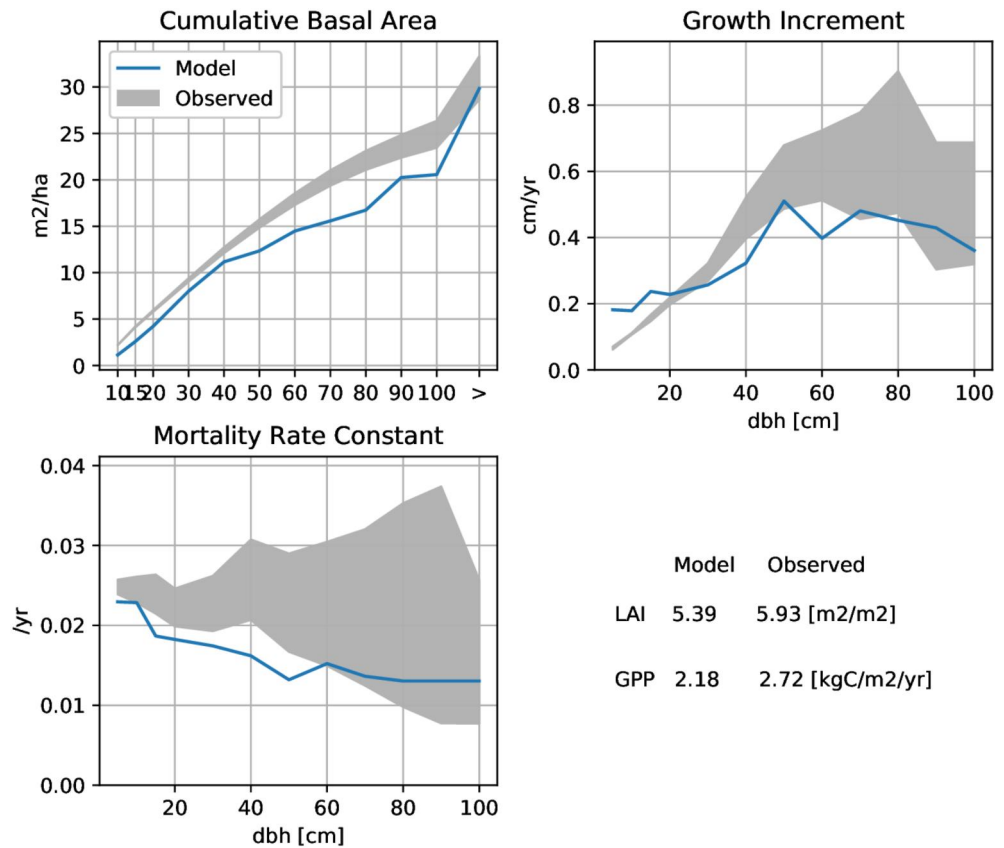 Cumulative Basal Area
Model
Observed
m2/ha
30
25
20
15
10
5
0
10 15 20 30 40 50 60 70 80 90 100 >
Growth Increment
cm/yr
0.8
0.6
0.4
0.2
0.0
20 40 60 80 100
dbh [cm]
Mortality Rate Constant
/yr
0.04
0.03
0.02
0.01
0.00
20 40 60 80 100
dbh [cm]
Model Observed
LAI 5.39 5.93 [m2/m2]
GPP 2.18 2.72 [kgC/m2/yr]